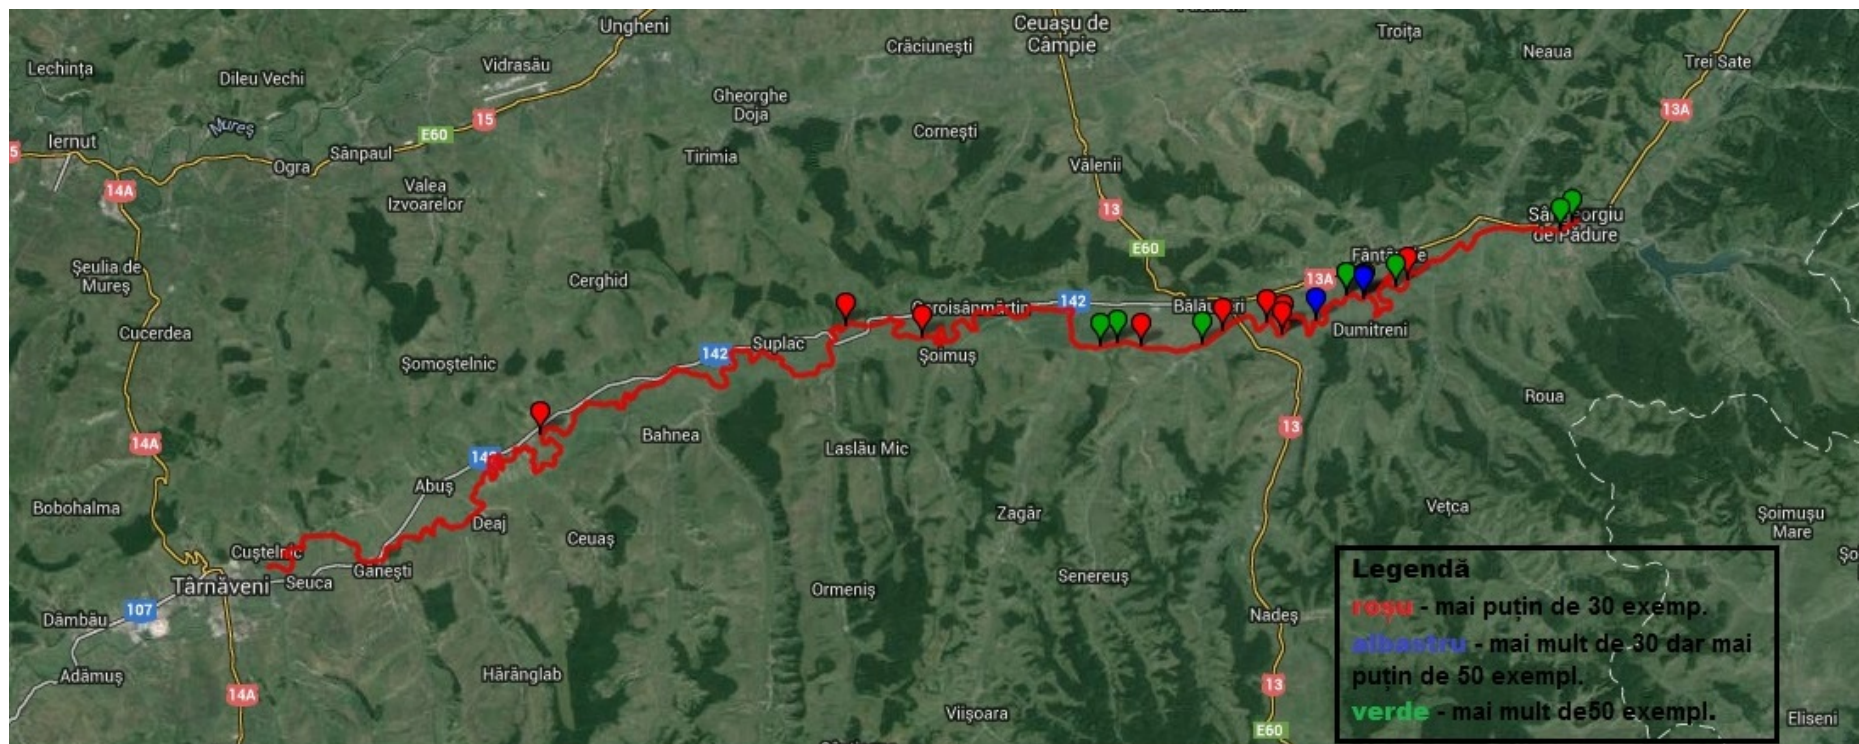 Ungheni
Ceuașu de
Câmpie
Crăciunești
Troița
Neaua
Trei Sate
Lechința
Dileu Vechi
Vidrasău
Gheorghe
Doja
13A
15
Mureș
E60
Cornești
Iernut
5
Sânpaul
Ogra
Tirimia
Vălenii
14A
Valea
Izvoarelor
13
de Pădure
E60
Șeulia de
Mureș
Cerghid
13A
142
Cucerdea
Suplac
Dumitreni
142
Șoimuș
Șomoștelnic
Roua
13
14A
Bahnea
Laslău Mic
Abuș
Bobohalma
Deaj
Zagăr
Vețca
Șoimușu
Mare
Ceuaș
Cuștelnic
Gănești
Târnăveni
Seuca
Ormeniș
Senereuș
107
Dâmbău
Nadeș
Adămuș
Hărănglab
14A
13
Viișoara
E60
Eliseni
Legendă
roșu - mai puțin de 30 exemp.
albastru - mai mult de 30 dar mai
puțin de 50 exempl.
verde - mai mult de50 exempl.